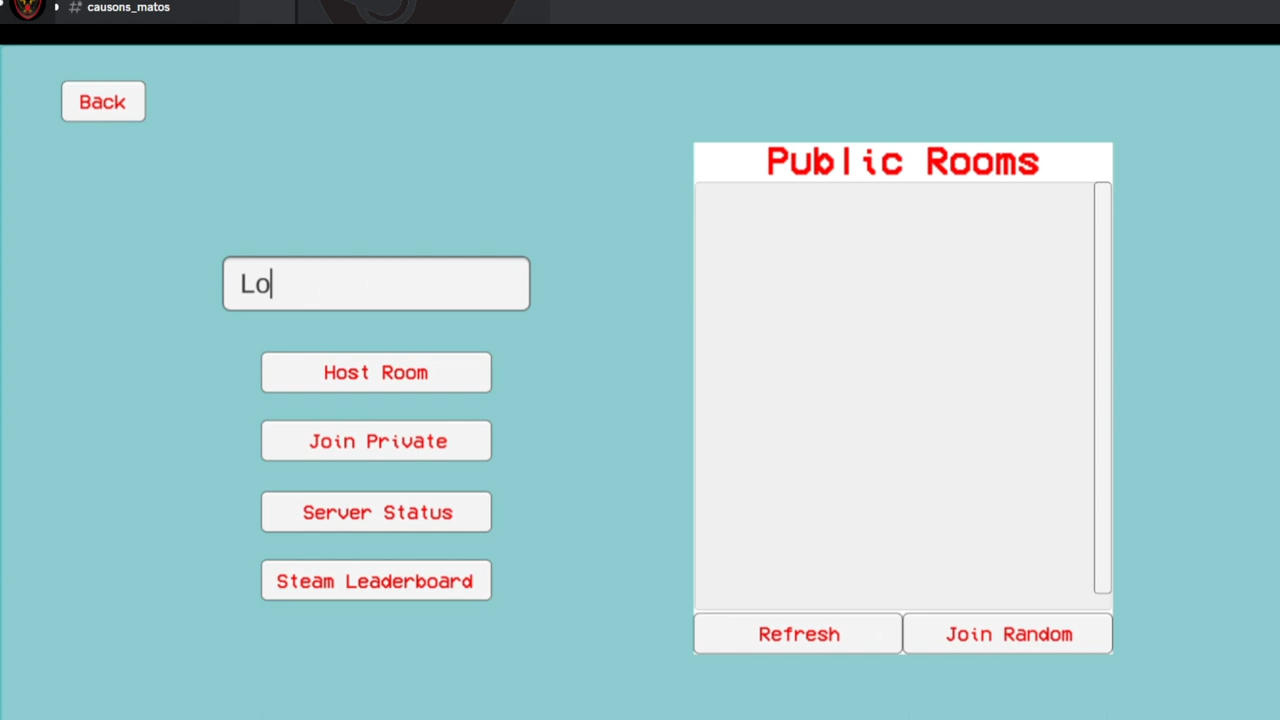 # causons_matos
Back
Public Rooms
Lo
Host Room
Join Private
Server Status
Steam Leaderboard
Refresh
Join Random